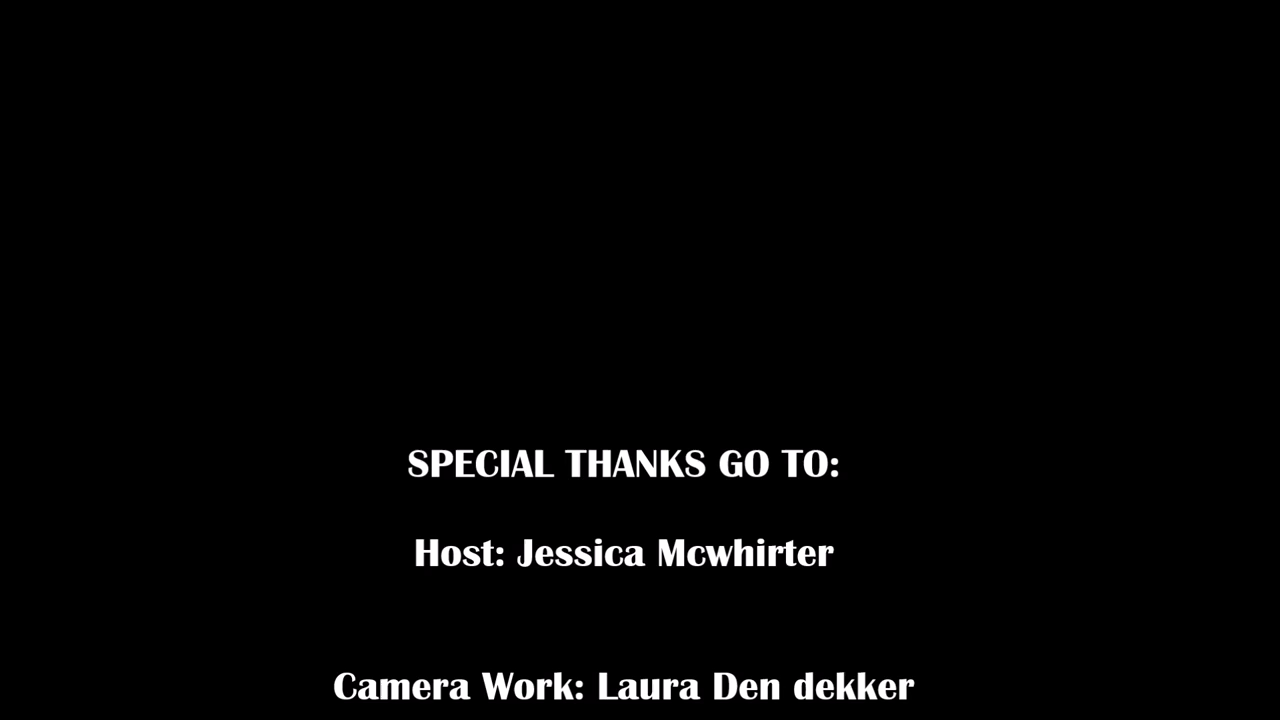 SPECIAL THANKS GO TO:
Host: Jessica Mcwhirter
Camera Work: Laura Den dekker